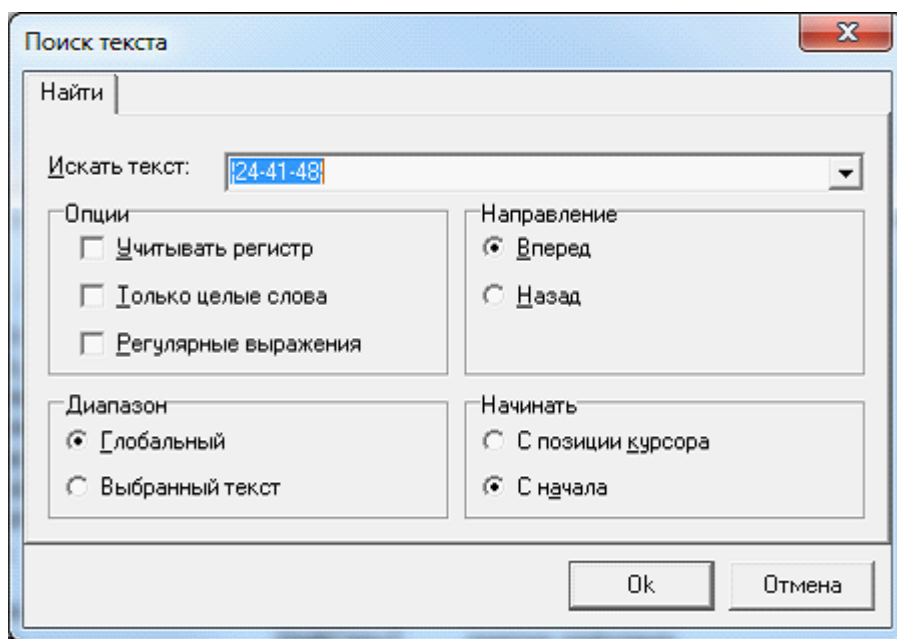 Поиск текста
Найти
Искать текст: ¦24-41-48¦
Опции
Учитывать регистр
Только целые слова
Регулярные выражения
Направление
Вперед
Назад
Диапазон
Глобальный
Выбранный текст
Начинать
С позиции курсора
С начала
Ok Отмена